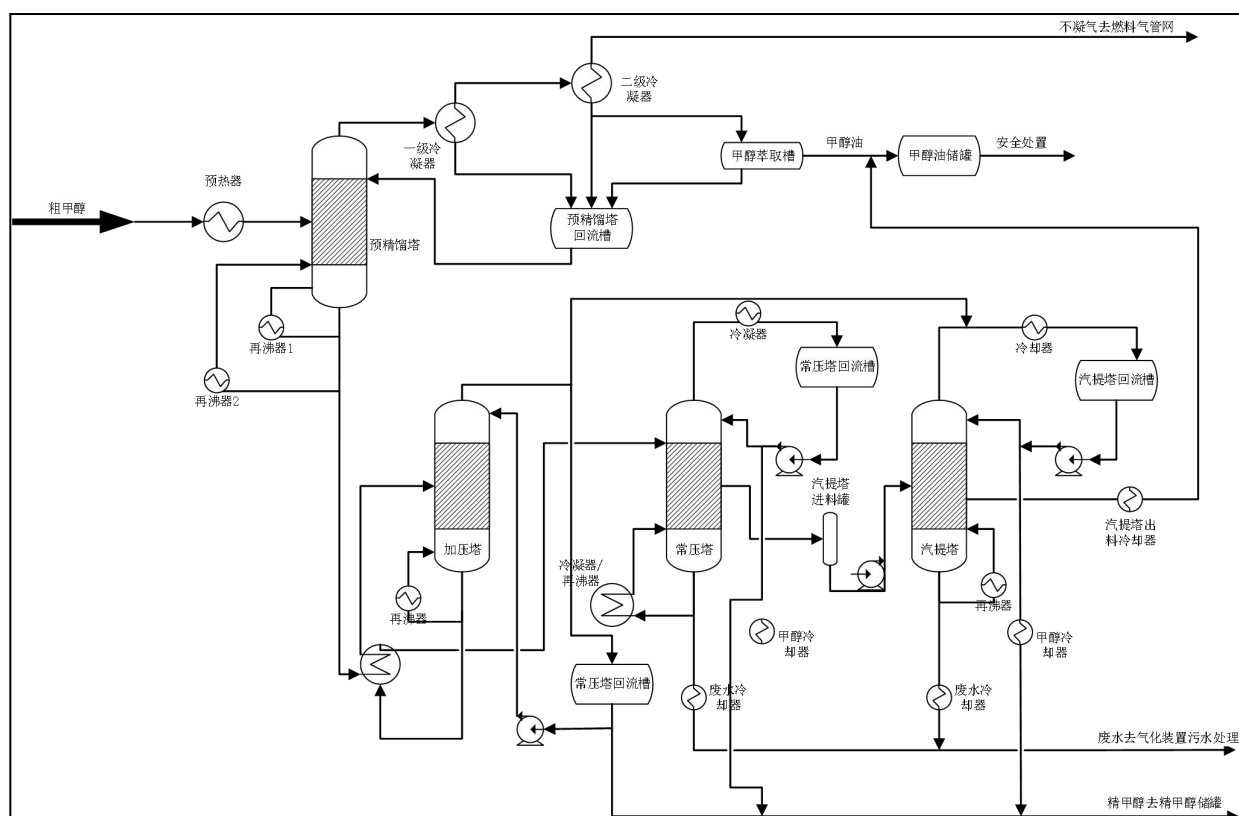 不凝气去燃料气管网
二级冷
凝器
一级冷
凝器
甲醇萃取槽
甲醇油
甲醇油储罐
安全处置
预热器
粗甲醇
预精馏塔
预精馏塔
回流槽
再沸器1
再沸器2
冷凝器
常压塔回流槽
冷却器
汽提塔回流槽
汽提塔
进料罐
汽提塔出
料冷却器
加压塔
冷凝器/
再沸器
常压塔
汽提塔
再沸器
再沸器
甲醇冷
却器
甲醇冷
却器
常压塔回流槽
废水冷
却器
废水冷
却器
废水去气化装置污水处理
精甲醇去精甲醇储罐